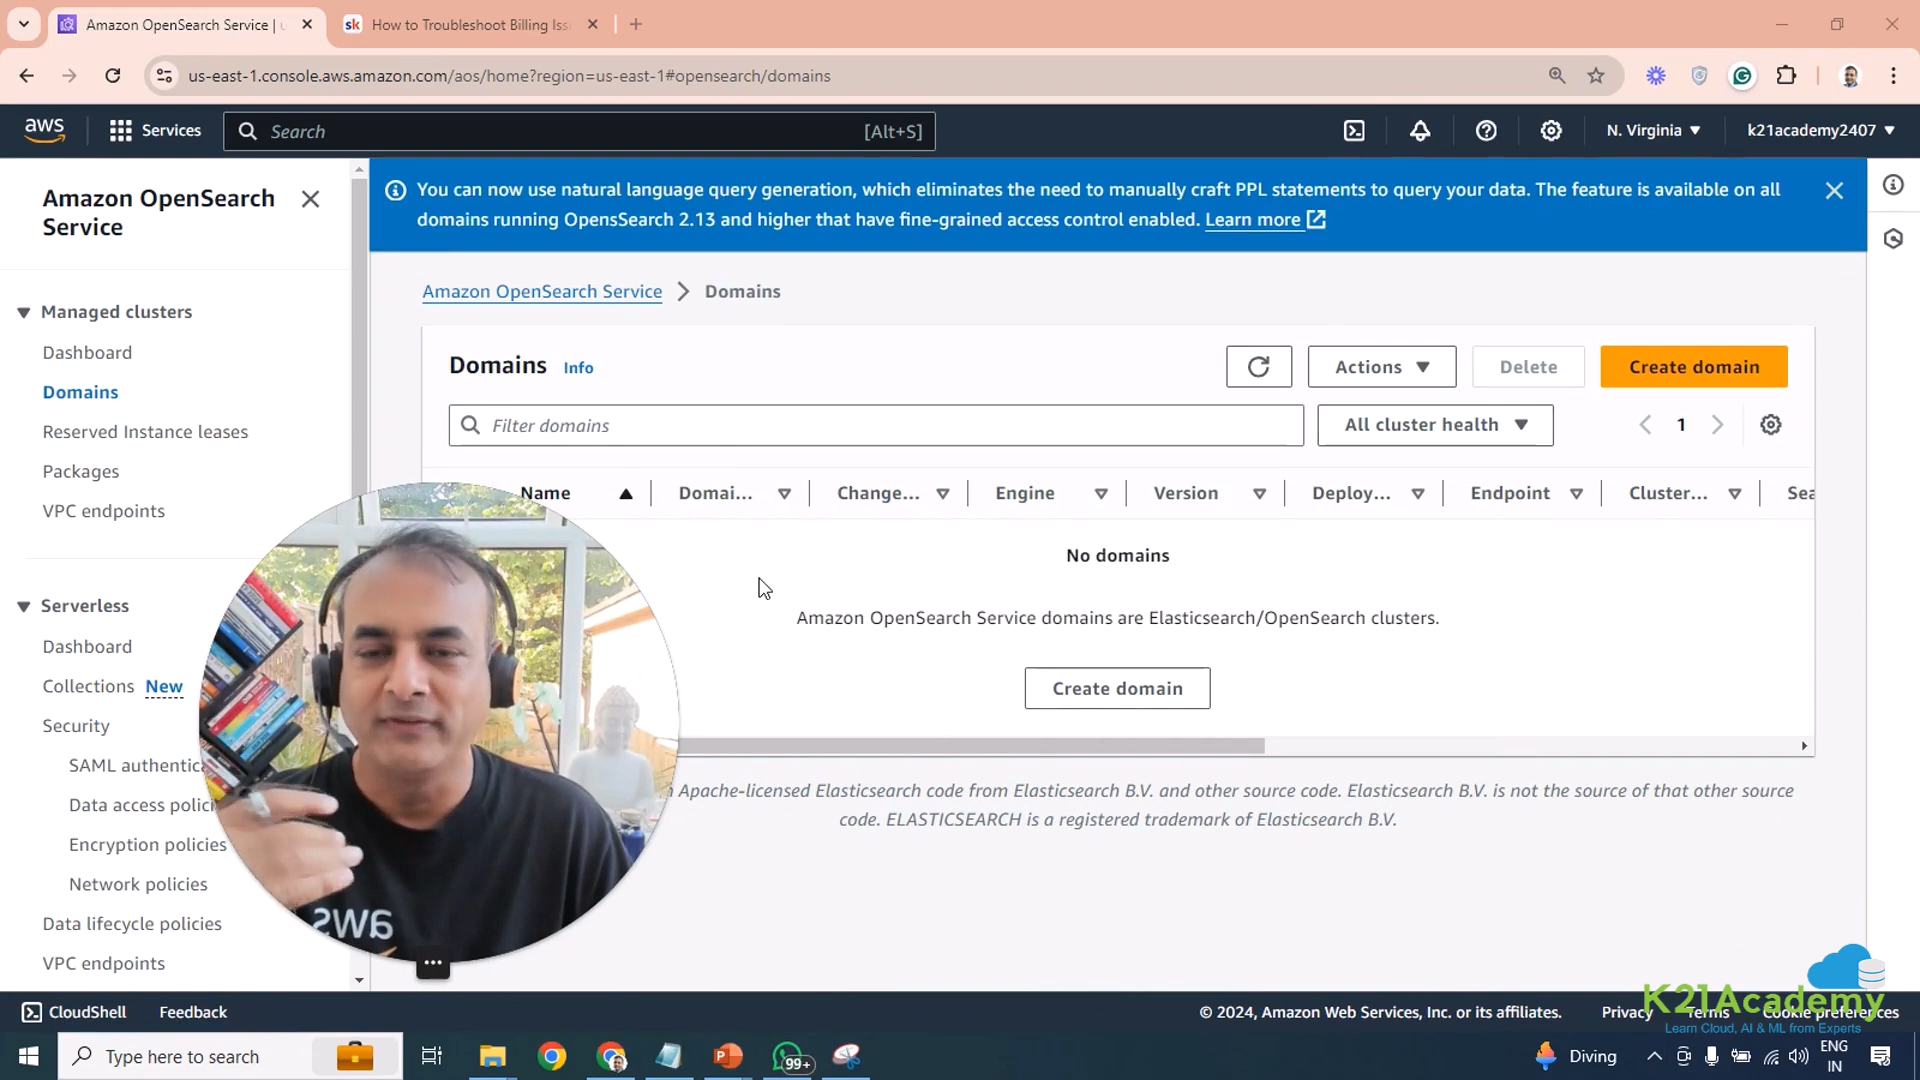 Amazon OpenSearch Service | u
sk How to Troubleshoot Billing Iss
us-east-1.console.aws.amazon.com/aos/home?region=us-east-1#opensearch/domains
aws Services Search [Alt+S] N. Virginia k21academy2407
Amazon OpenSearch
Service
Managed clusters
Dashboard
Domains
Reserved Instance leases
Packages
VPC endpoints
Serverless
Dashboard
Collections New
Security
SAML authentica
Data access polici
Encryption policies
Network policies
Data lifecycle policies
VPC endpoints
You can now use natural language query generation, which eliminates the need to manually craft PPL statements to query your data. The feature is available on all
domains running OpensSearch 2.13 and higher that have fine-grained access control enabled. Learn more
Amazon OpenSearch Service > Domains
Domains Info Actions Delete Create domain
Filter domains All cluster health 1
Name Domai... Change... Engine Version Deploy... Endpoint Cluster... Sea
No domains
Amazon OpenSearch Service domains are Elasticsearch/OpenSearch clusters.
Create domain
Apache-licensed Elasticsearch code from Elasticsearch B.V. and other source code. Elasticsearch B.V. is not the source of that other source
code. ELASTICSEARCH is a registered trademark of Elasticsearch B.V.
aws
K21Academy
Learn Cloud, AI & ML from Experts
CloudShell Feedback © 2024, Amazon Web Services, Inc. or its affiliates. Privacy Terms Cookie preferences
Type here to search 99+ Diving ENG
IN